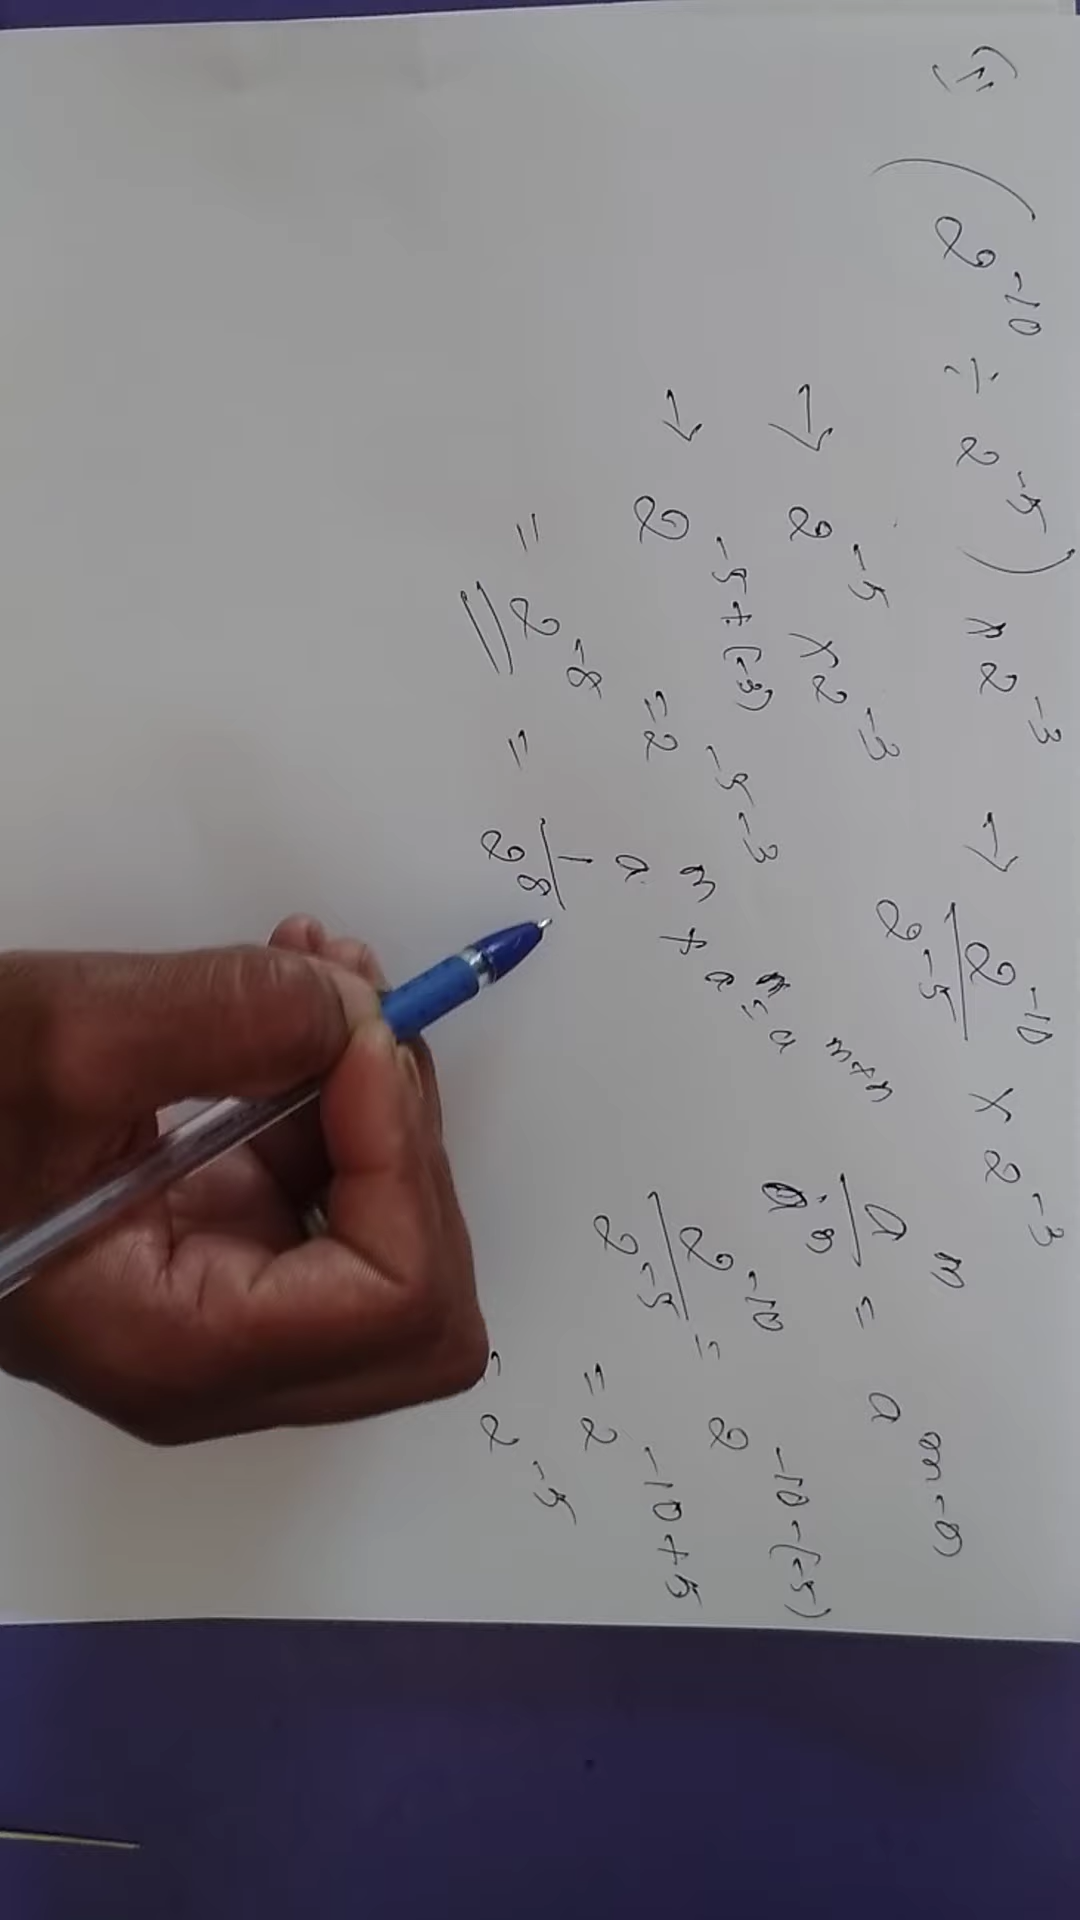 (ii) (2^-10 ÷ 2^-5) × 2^-3 → 2^-10/2^-5 × 2^-3
→ 2^-5 × 2^-3
→ 2^-5+(-3) = 2^-5-3
= 2^-8 = 1/2^8
a^m × a^n = a^m+n
a^m/a^n = a^m-n
2^-10/2^-5 = 2^-10-(-5)
= 2^-10+5
= 2^-5